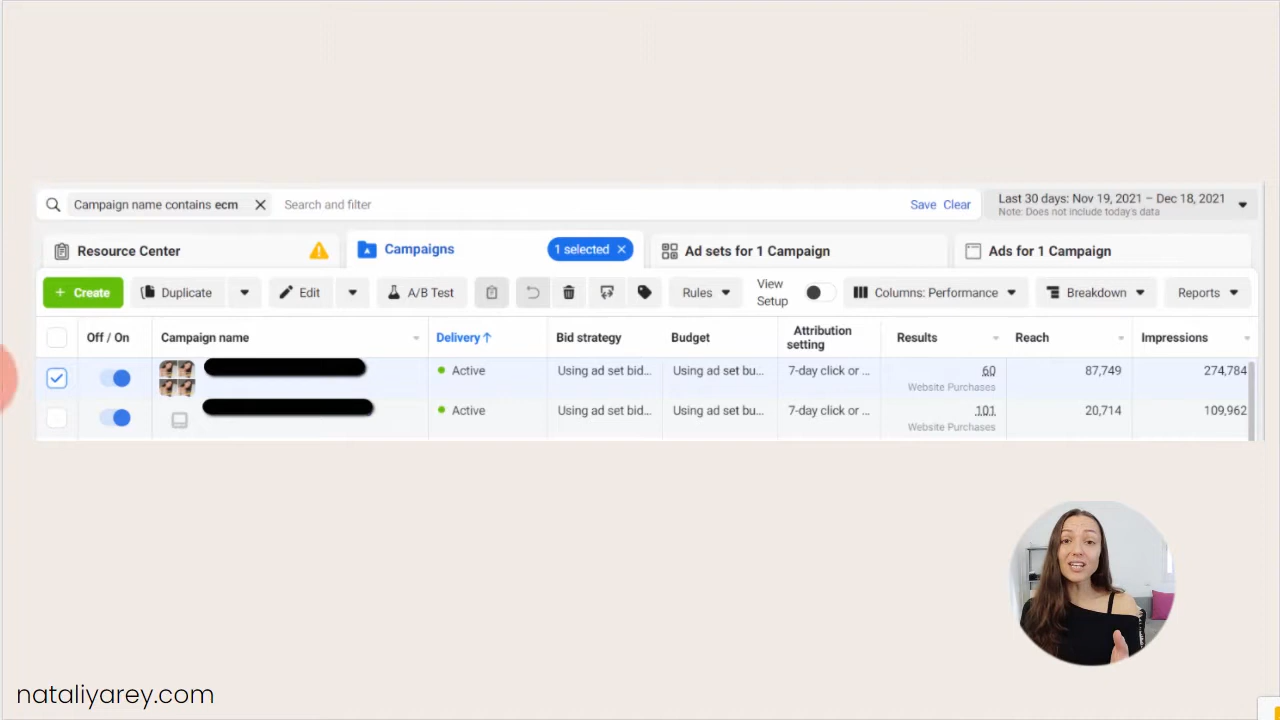 Campaign name contains ecm
Search and filter
Save Clear
Last 30 days: Nov 19, 2021 – Dec 18, 2021
Note: Does not include today's data
Resource Center
Campaigns
1 selected
Ad sets for 1 Campaign
Ads for 1 Campaign
+ Create
Duplicate
Edit
A/B Test
Rules
View
Setup
Columns: Performance
Breakdown
Reports
Off / On
Campaign name
Delivery ↑
Bid strategy
Budget
Attribution
setting
Results
Reach
Impressions
Active
Using ad set bid...
Using ad set bu...
7-day click or ...
60
Website Purchases
87,749
274,784
Active
Using ad set bid...
Using ad set bu...
7-day click or ...
101
Website Purchases
20,714
109,962
nataliyarey.com